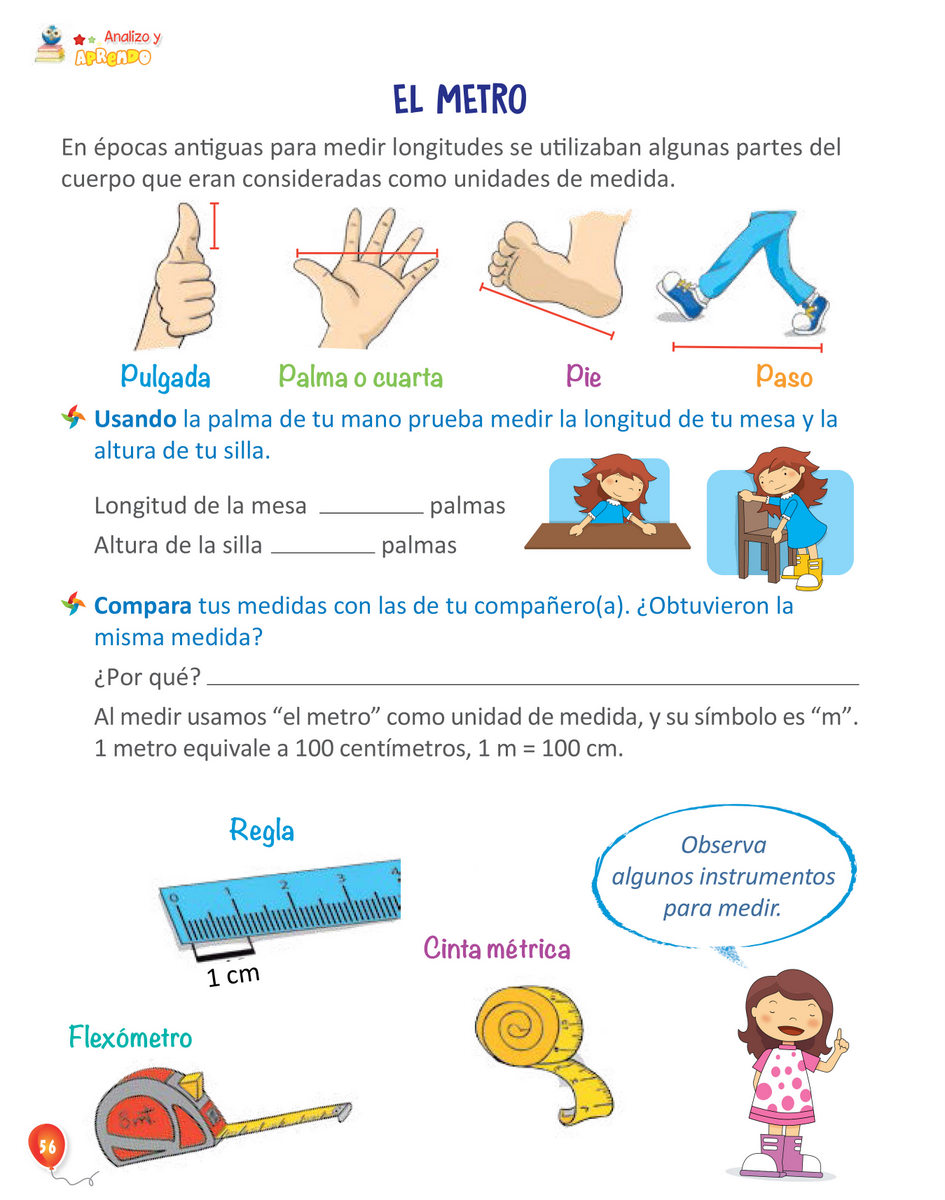 Analizo y
APRENDO
EL METRO
En épocas antiguas para medir longitudes se utilizaban algunas partes del
cuerpo que eran consideradas como unidades de medida.
Pulgada Palma o cuarta Pie Paso
Usando la palma de tu mano prueba medir la longitud de tu mesa y la
altura de tu silla.
Longitud de la mesa ________ palmas
Altura de la silla ________ palmas
Compara tus medidas con las de tu compañero(a). ¿Obtuvieron la
misma medida?
¿Por qué? ________
Al medir usamos “el metro” como unidad de medida, y su símbolo es “m”.
1 metro equivale a 100 centímetros, 1 m = 100 cm.
Regla
0 1 2 3 4
1 cm
Observa
algunos instrumentos
para medir.
Cinta métrica
Flexómetro
8 mt.
56